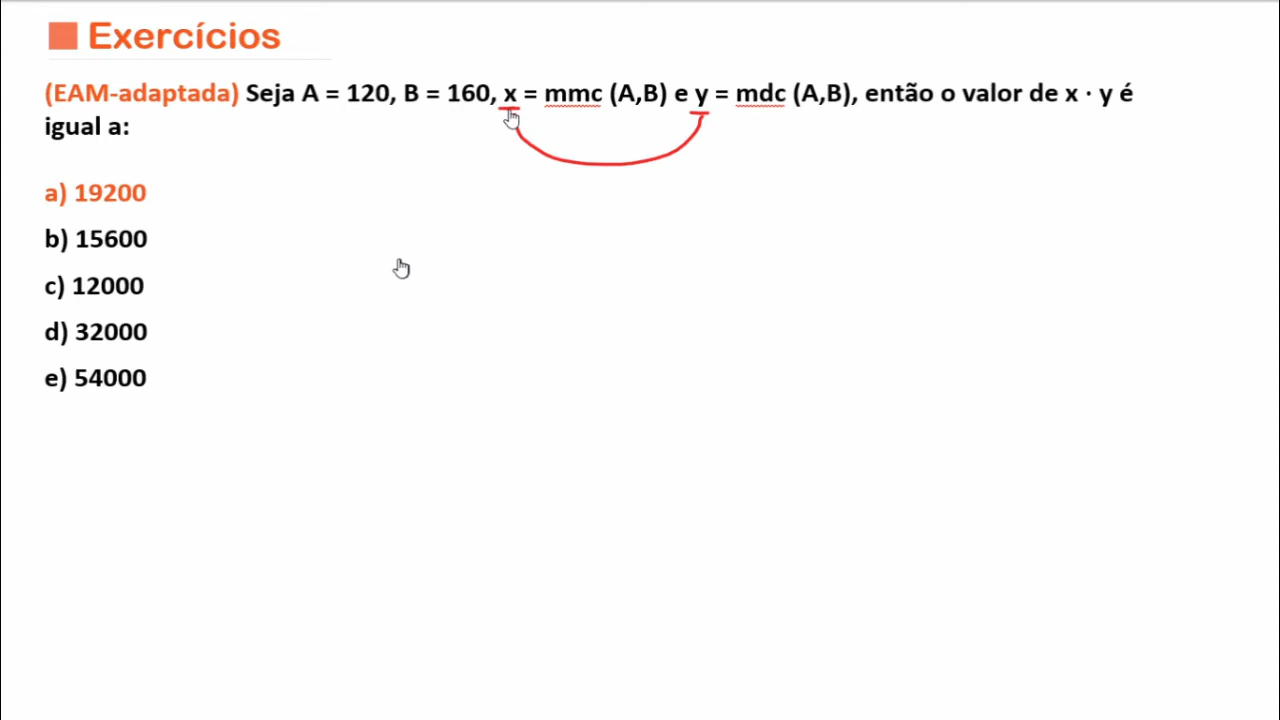 Exercícios
(EAM-adaptada) Seja A = 120, B = 160, x = mmc (A,B) e y = mdc (A,B), então o valor de x · y é
igual a:
a) 19200
b) 15600
c) 12000
d) 32000
e) 54000